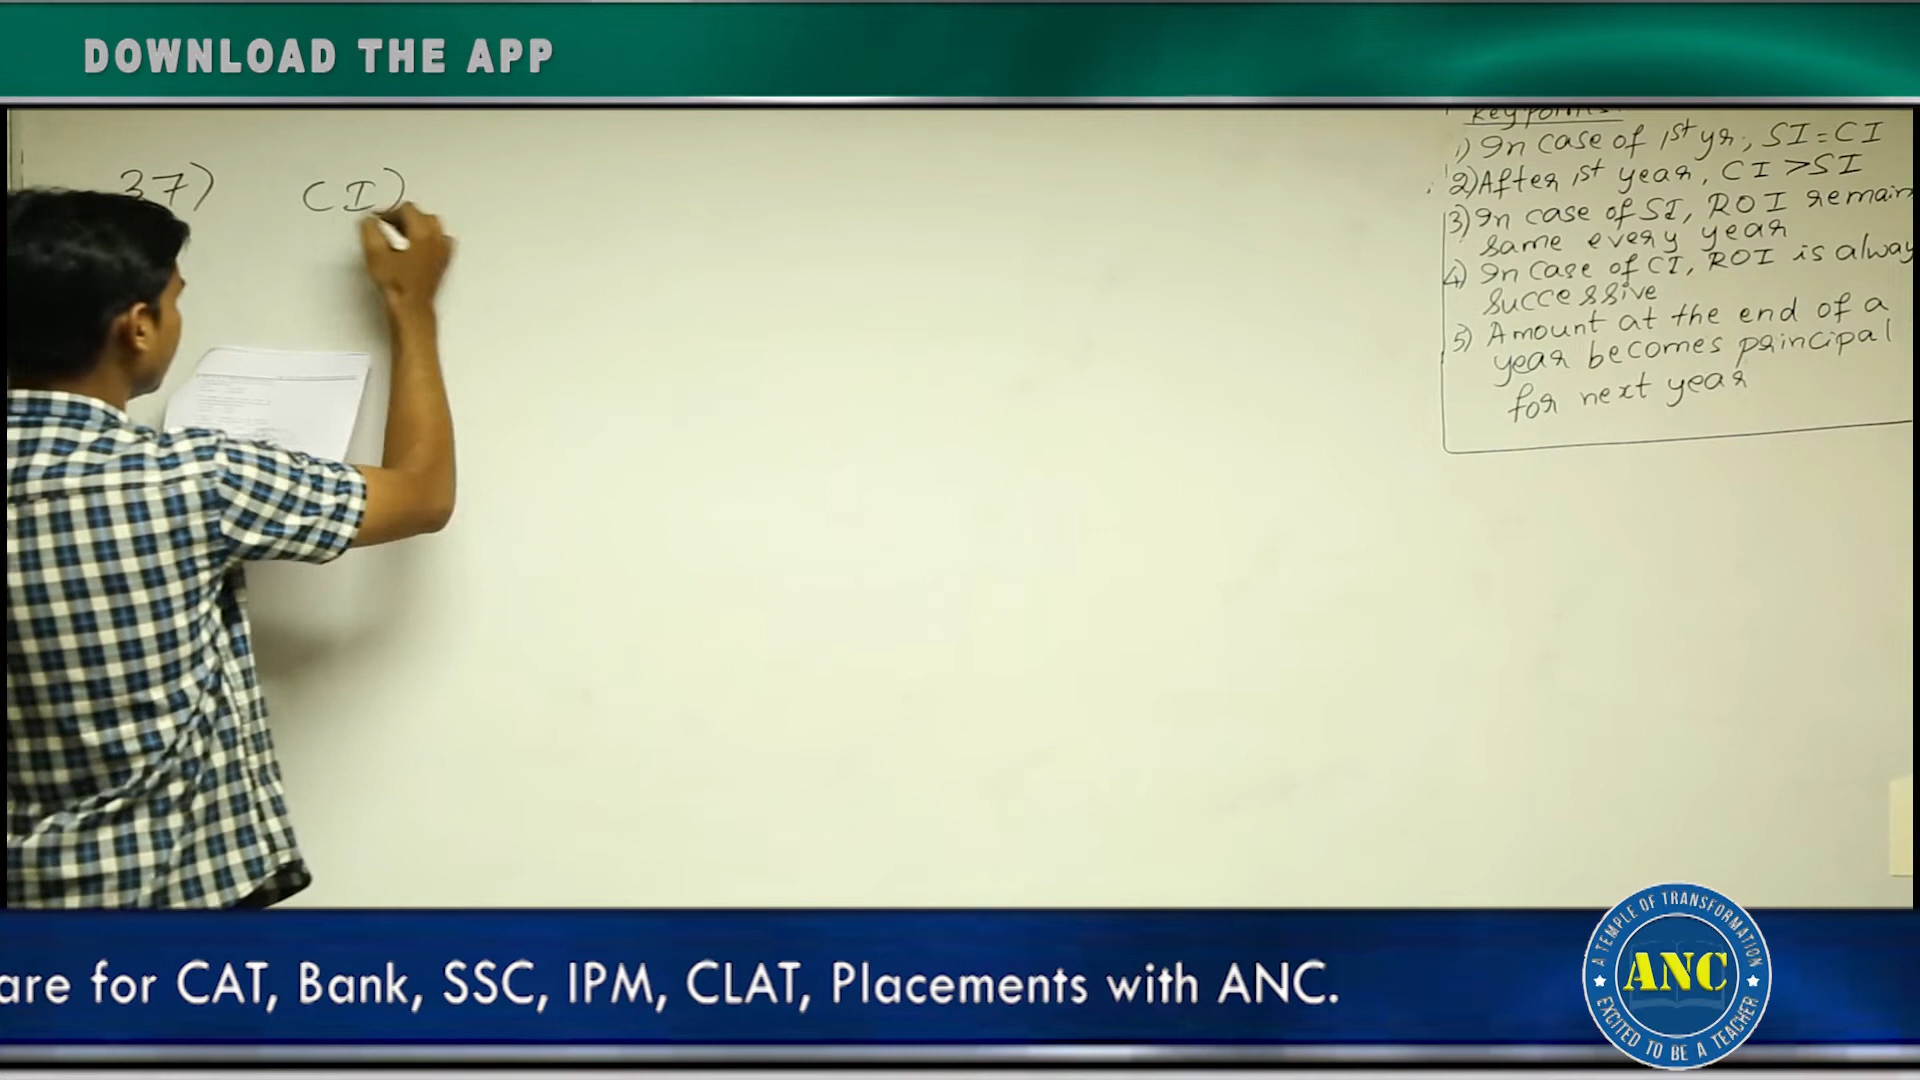 DOWNLOAD THE APP
37) CI)
Key points:
1) In case of 1st yr, SI = CI
2) After 1st year, CI > SI
3) In case of SI, ROI remain
same every year
4) In case of CI, ROI is alway
successive
5) Amount at the end of a
year becomes principal
for next year
are for CAT, Bank, SSC, IPM, CLAT, Placements with ANC.
A TEMPLE OF TRANSFORMATION
ANC
EXCITED TO BE A TEACHER